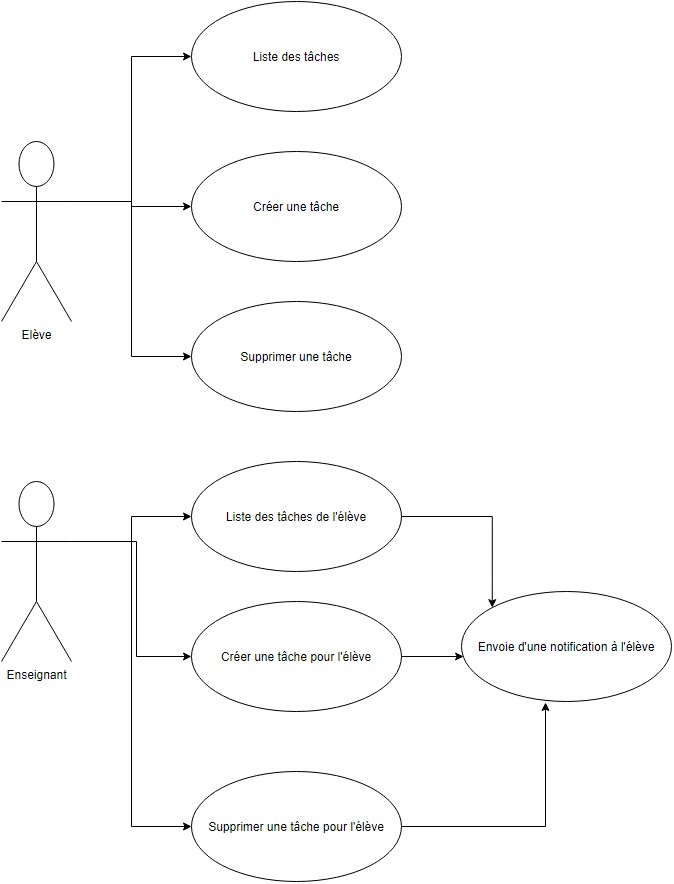 Liste des tâches
Créer une tâche
Elève
Supprimer une tâche
Liste des tâches de l'élève
Envoie d'une notification à l'élève
Créer une tâche pour l'élève
Enseignant
Supprimer une tâche pour l'élève